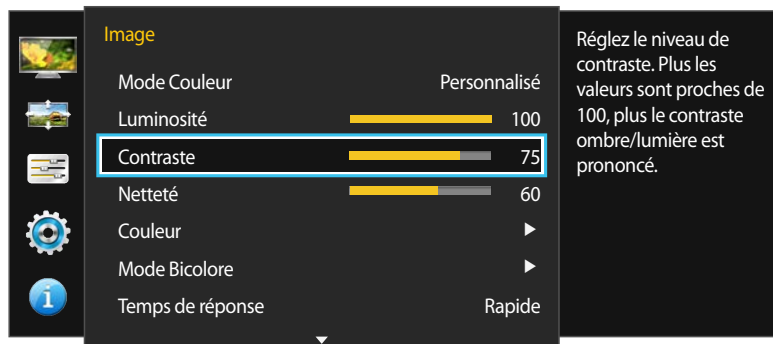 Image
Mode Couleur Personnalisé
Luminosité 100
Contraste 75
Netteté 60
Couleur
Mode Bicolore
Temps de réponse Rapide
Réglez le niveau de
contraste. Plus les
valeurs sont proches de
100, plus le contraste
ombre/lumière est
prononcé.